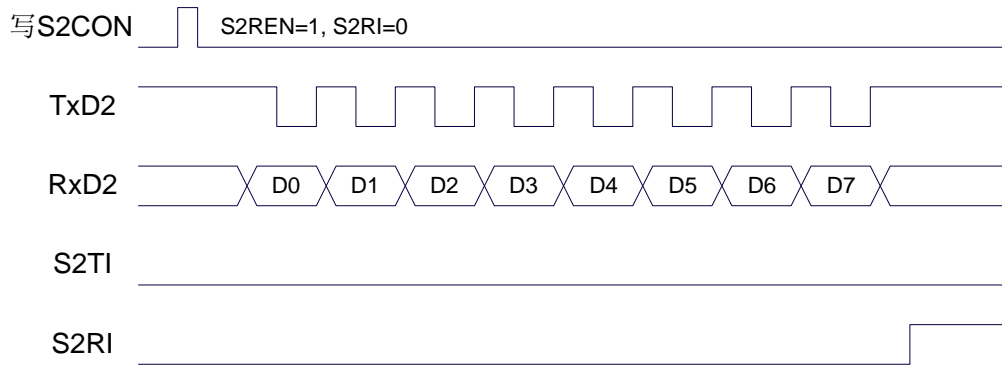 写S2CON S2REN=1, S2RI=0
TxD2
RxD2 D0 D1 D2 D3 D4 D5 D6 D7
S2TI
S2RI